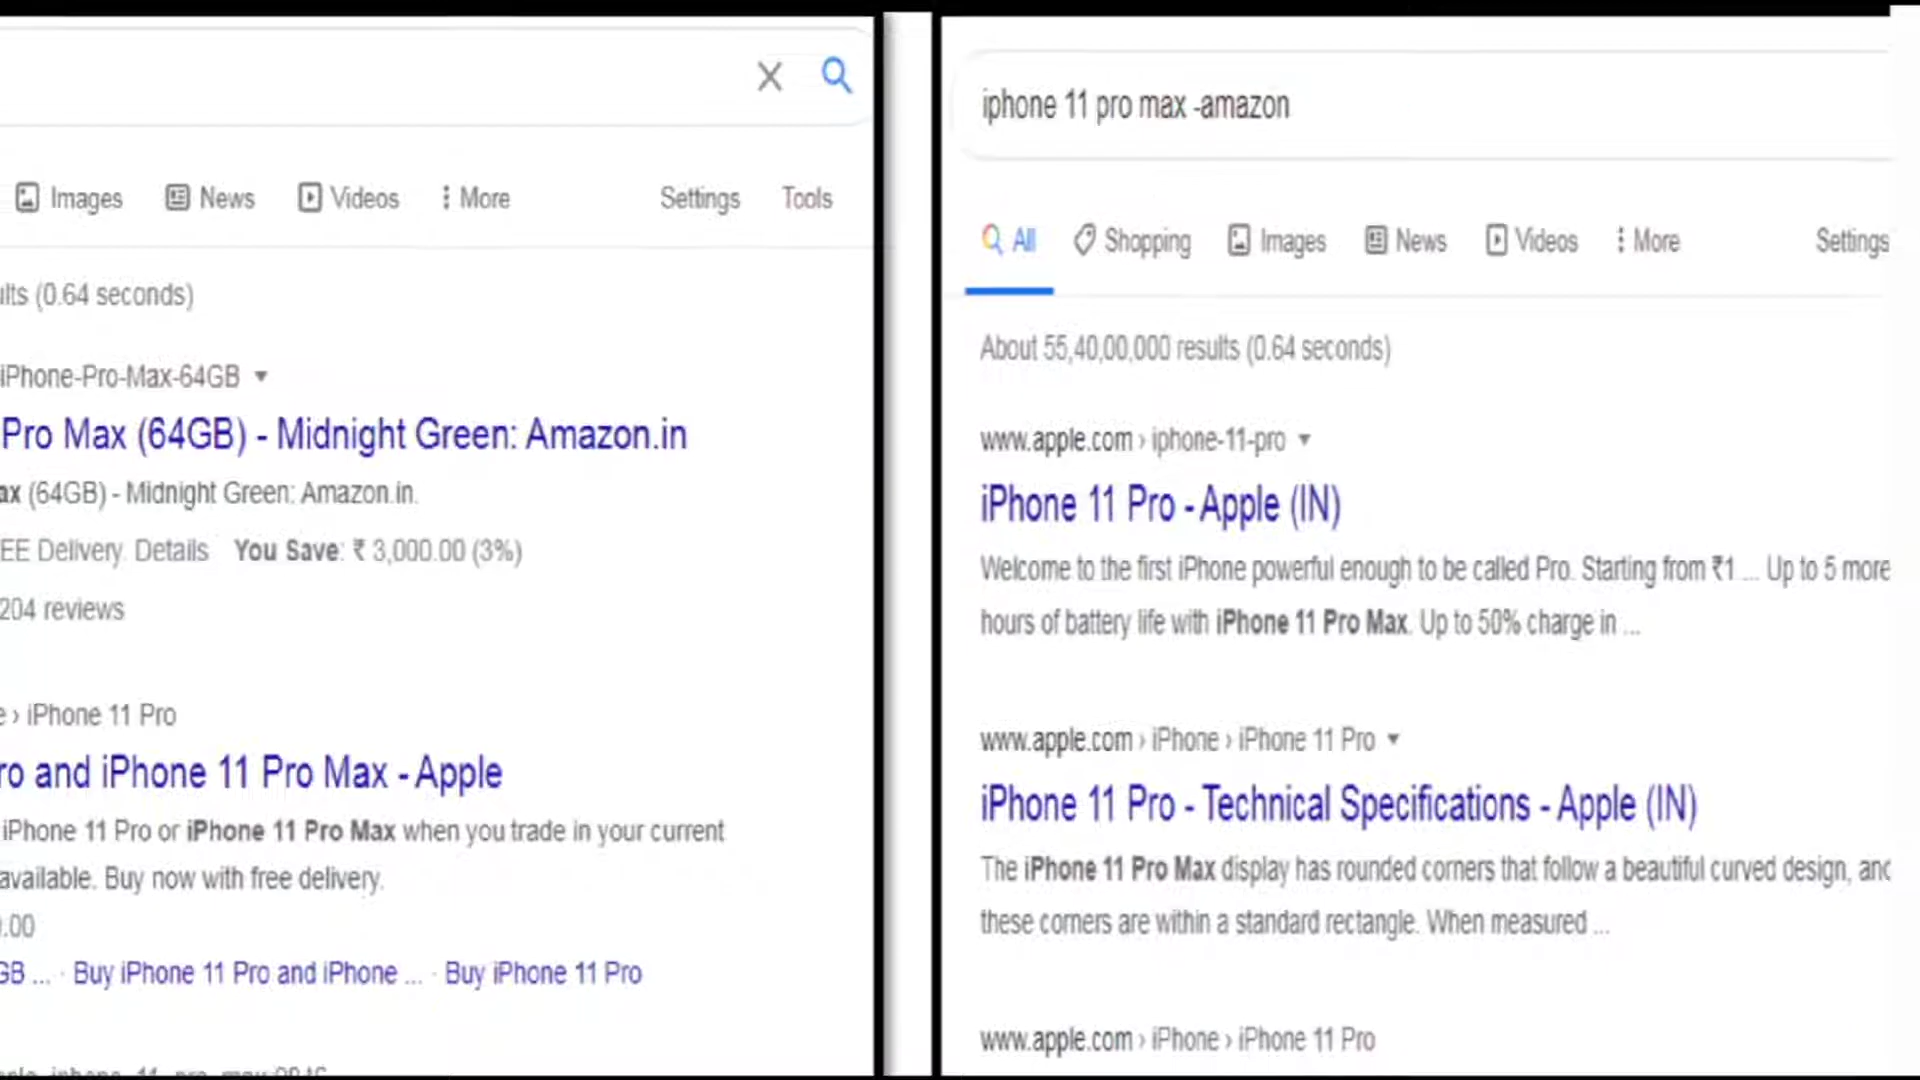 Images News Videos More Settings Tools
(0.64 seconds)
iPhone-Pro-Max-64GB
Pro Max (64GB) - Midnight Green: Amazon.in
(64GB) - Midnight Green: Amazon.in.
Delivery. Details You Save: ₹ 3,000.00 (3%)
204 reviews
› iPhone 11 Pro
and iPhone 11 Pro Max - Apple
iPhone 11 Pro or iPhone 11 Pro Max when you trade in your current
available. Buy now with free delivery.
.00
GB ... · Buy iPhone 11 Pro and iPhone ... · Buy iPhone 11 Pro
iphone 11 pro max -amazon
All Shopping Images News Videos More Settings
About 55,40,00,000 results (0.64 seconds)
www.apple.com › iphone-11-pro
iPhone 11 Pro - Apple (IN)
Welcome to the first iPhone powerful enough to be called Pro. Starting from ₹1 ... Up to 5 more
hours of battery life with iPhone 11 Pro Max. Up to 50% charge in ...
www.apple.com › iPhone › iPhone 11 Pro
iPhone 11 Pro - Technical Specifications - Apple (IN)
The iPhone 11 Pro Max display has rounded corners that follow a beautiful curved design, and
these corners are within a standard rectangle. When measured ...
www.apple.com › iPhone › iPhone 11 Pro